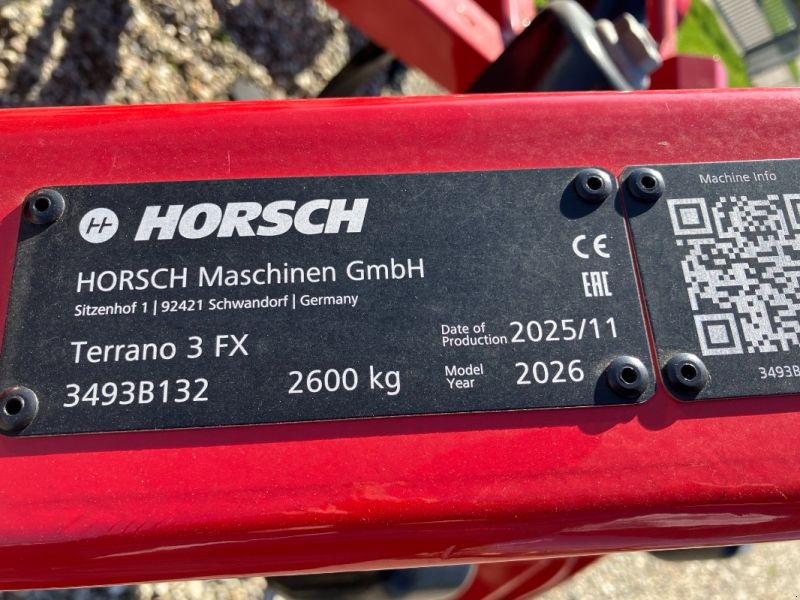 HORSCH
HORSCH Maschinen GmbH
Sitzenhof 1 | 92421 Schwandorf | Germany
CE
EAC
Terrano 3 FX
Date of Production 2025/11
3493B132 2600 kg
Model Year 2026
Machine Info
3493B